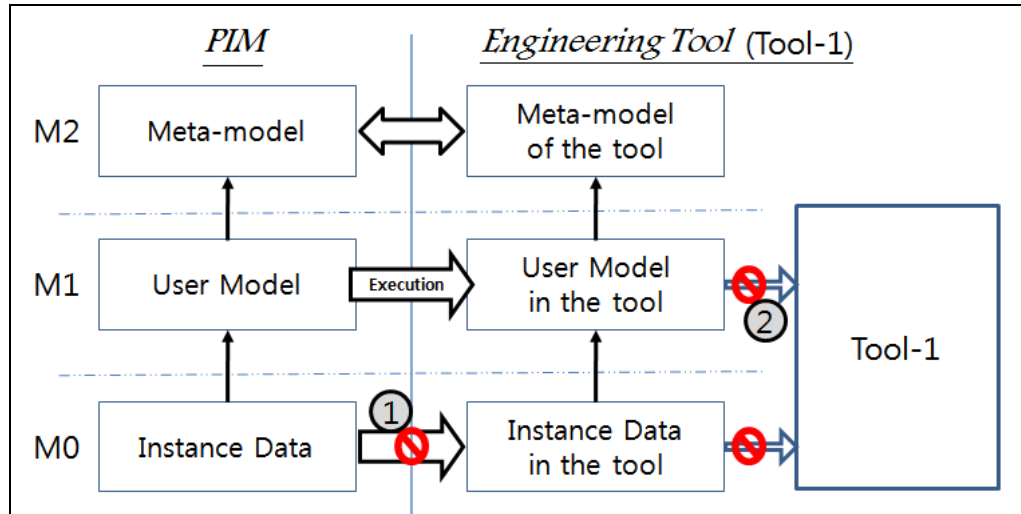 PIM
Engineering Tool (Tool-1)
M2
Meta-model
Meta-model
of the tool
M1
User Model
Execution
User Model
in the tool
2
Tool-1
M0
Instance Data
1
Instance Data
in the tool